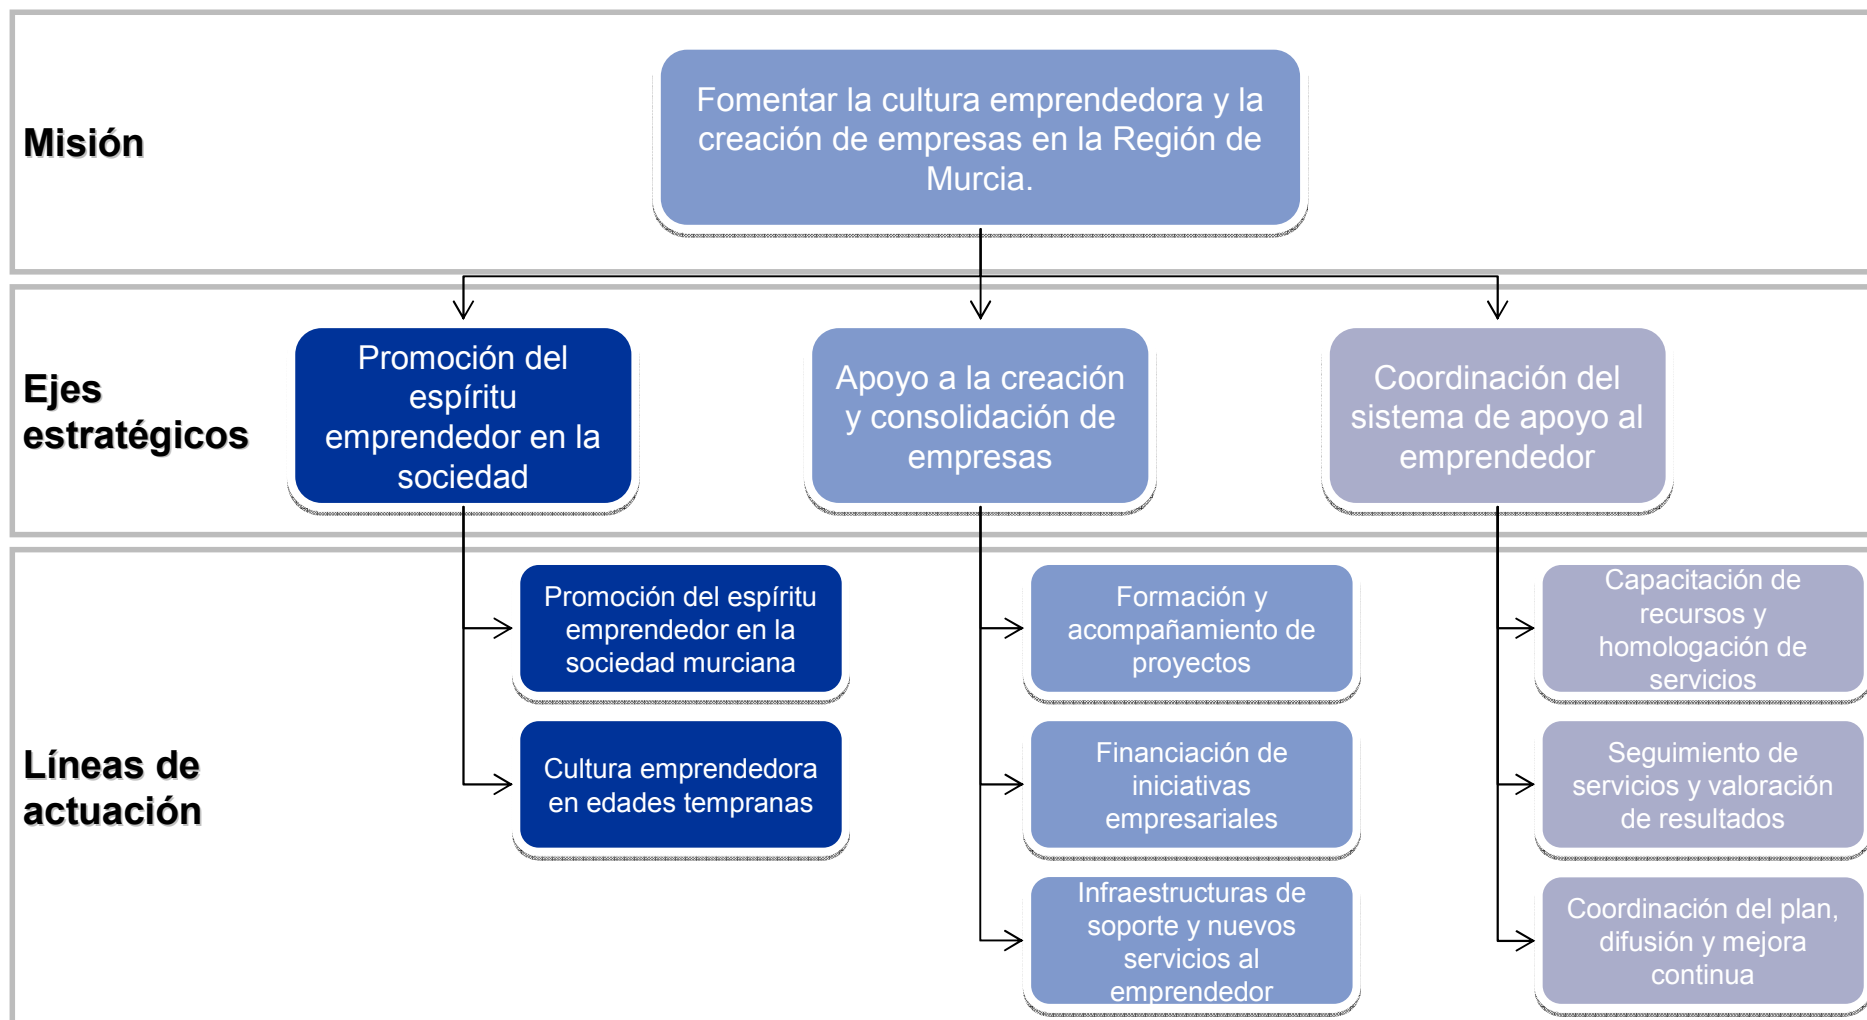 Misión
Fomentar la cultura emprendedora y la
creación de empresas en la Región de
Murcia.
Ejes
estratégicos
Promoción del
espíritu
emprendedor en la
sociedad
Apoyo a la creación
y consolidación de
empresas
Coordinación del
sistema de apoyo al
emprendedor
Líneas de
actuación
Promoción del espíritu
emprendedor en la
sociedad murciana
Cultura emprendedora
en edades tempranas
Formación y
acompañamiento de
proyectos
Financiación de
iniciativas
empresariales
Infraestructuras de
soporte y nuevos
servicios al
emprendedor
Capacitación de
recursos y
homologación de
servicios
Seguimiento de
servicios y valoración
de resultados
Coordinación del plan,
difusión y mejora
continua